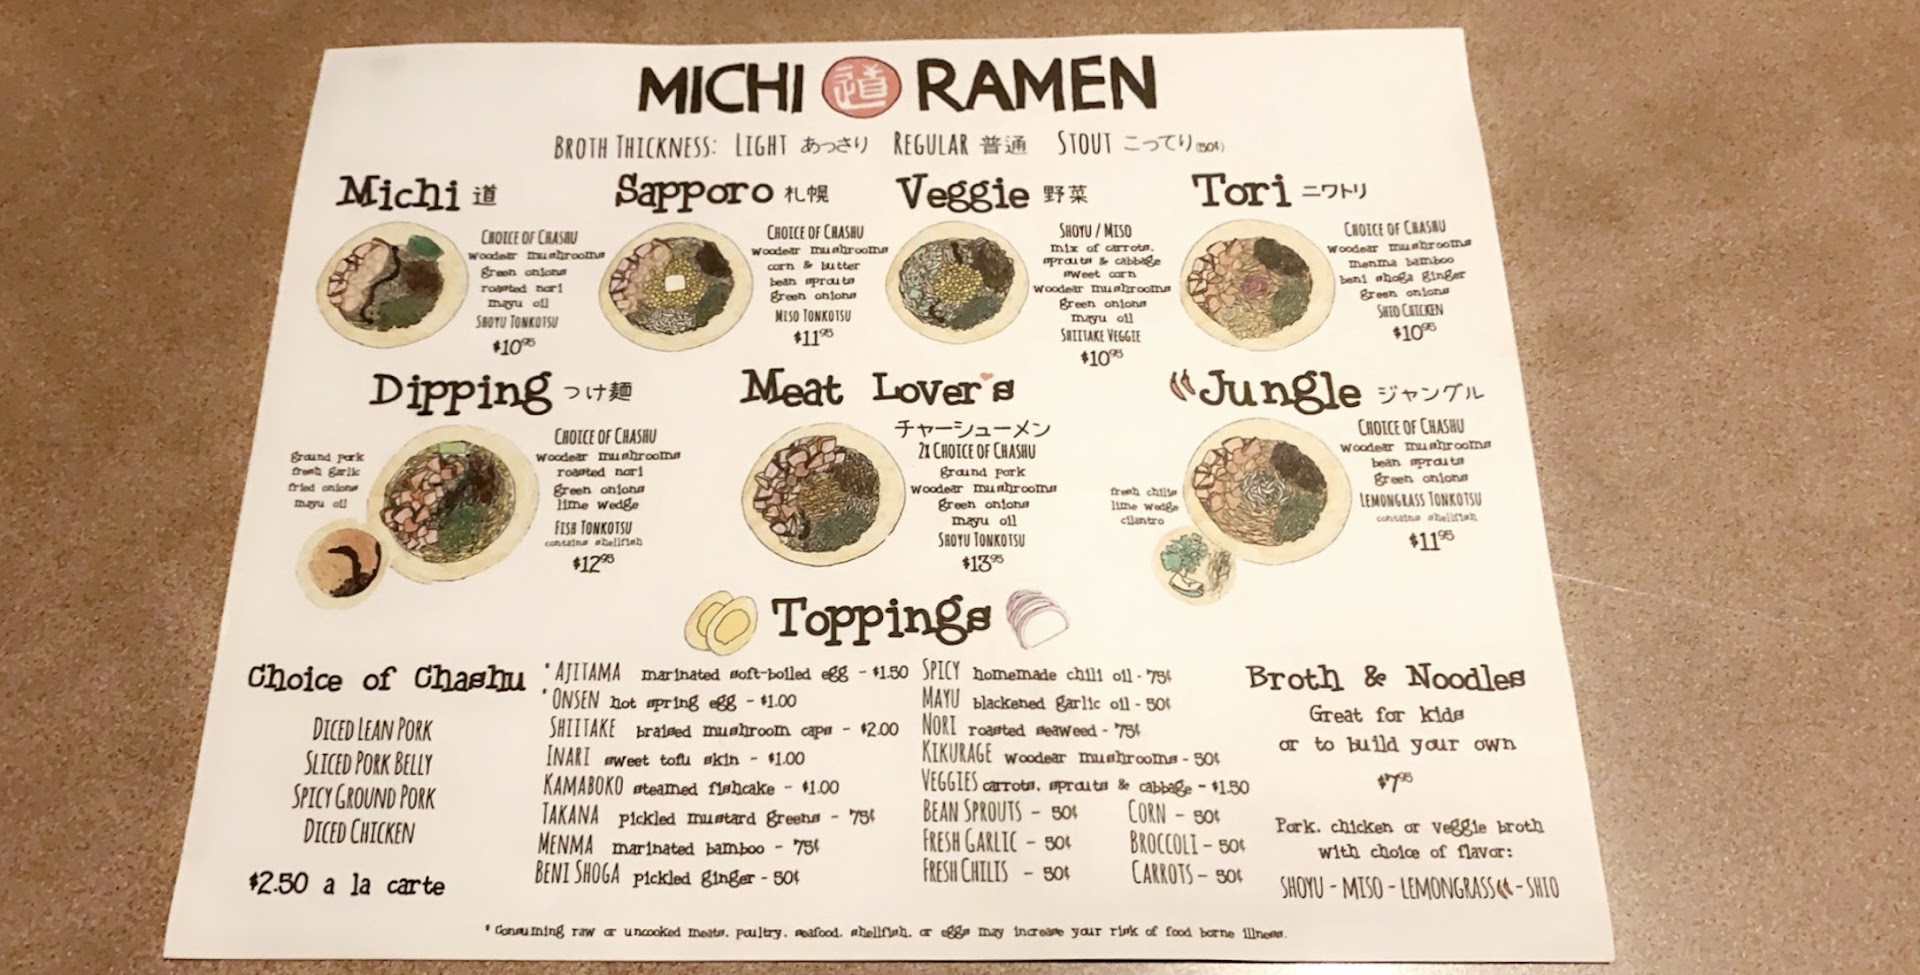 MICHI 道 RAMEN
BROTH THICKNESS: LIGHT あっさり REGULAR 普通 STOUT こってり(50¢)
Michi 道
CHOICE OF CHASHU
woodear mushrooms
green onions
roasted nori
mayu oil
SHOYU TONKOTSU
$10⁹⁵
Sapporo 札幌
CHOICE OF CHASHU
woodear mushrooms
corn & butter
bean sprouts
green onions
MISO TONKOTSU
$11⁹⁵
Veggie 野菜
SHOYU / MISO
mix of carrots,
sprouts & cabbage
sweet corn
woodear mushrooms
green onions
mayu oil
SHIITAKE VEGGIE
$10⁹⁵
Tori ニワトリ
CHOICE OF CHASHU
woodear mushrooms
menma bamboo
beni shoga ginger
green onions
SHIO CHICKEN
$10⁹⁵
Dipping つけ麺
ground pork
fresh garlic
fried onions
mayu oil
CHOICE OF CHASHU
woodear mushrooms
roasted nori
green onions
lime wedge
FISH TONKOTSU
contains shellfish
$12⁹⁵
Meat Lover's
チャーシューメン
2X CHOICE OF CHASHU
ground pork
woodear mushrooms
green onions
mayu oil
SHOYU TONKOTSU
$13⁹⁵
Jungle ジャングル
fresh chilis
lime wedge
cilantro
CHOICE OF CHASHU
woodear mushrooms
bean sprouts
green onions
LEMONGRASS TONKOTSU
contains shellfish
$11⁹⁵
Toppings
Choice of Chashu
DICED LEAN PORK
SLICED PORK BELLY
SPICY GROUND PORK
DICED CHICKEN
$2.50 a la carte
*AJITAMA marinated soft-boiled egg - $1.50
*ONSEN hot spring egg - $1.00
SHIITAKE braised mushroom caps - $2.00
INARI sweet tofu skin - $1.00
KAMABOKO steamed fishcake - $1.00
TAKANA pickled mustard greens - 75¢
MENMA marinated bamboo - 75¢
BENI SHOGA pickled ginger - 50¢
SPICY homemade chili oil - 75¢
MAYU blackened garlic oil - 50¢
NORI roasted seaweed - 75¢
KIKURAGE woodear mushrooms - 50¢
VEGGIES carrots, sprouts & cabbage - $1.50
BEAN SPROUTS - 50¢ CORN - 50¢
FRESH GARLIC - 50¢ BROCCOLI - 50¢
FRESH CHILIS - 50¢ CARROTS - 50¢
Broth & Noodles
Great for kids
or to build your own
$7⁹⁵
Pork, chicken or veggie broth
with choice of flavor:
SHOYU - MISO - LEMONGRASS - SHIO
* Consuming raw or uncooked meats, poultry, seafood, shellfish, or eggs may increase your risk of food borne illness.